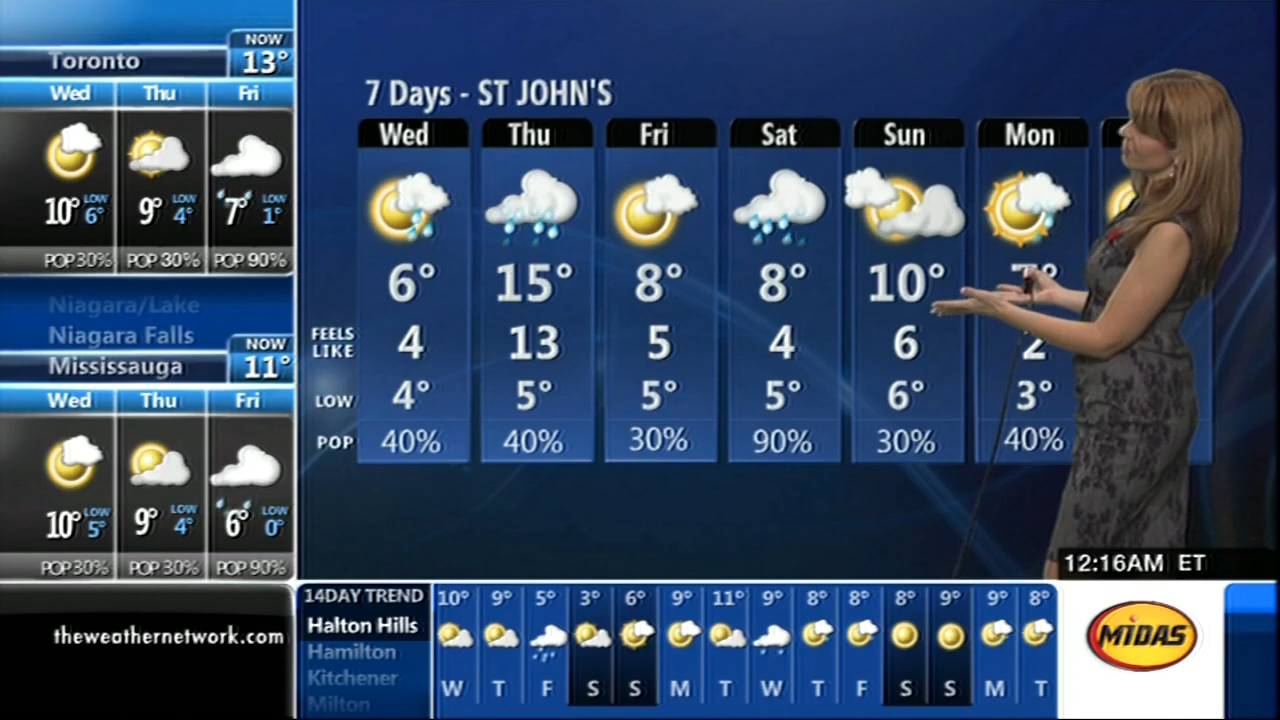 NOW
Toronto 13°
Wed Thu Fri
10° LOW 6° 9° LOW 4° 7° LOW 1°
POP 30% POP 30% POP 90%
Niagara/Lake
Niagara Falls
NOW
Mississauga 11°
Wed Thu Fri
10° LOW 5° 9° LOW 4° 6° LOW 0°
POP 30% POP 30% POP 90%
theweathernetwork.com
7 Days - ST JOHN'S
Wed Thu Fri Sat Sun Mon
6° 15° 8° 8° 10° 7°
FEELS LIKE 4 13 5 4 6 2
LOW 4° 5° 5° 5° 6° 3°
POP 40% 40% 30% 90% 30% 40%
12:16AM ET
14DAY TREND
Halton Hills
Hamilton
Kitchener
Milton
10° 9° 5° 3° 6° 9° 11° 9° 8° 8° 8° 9° 9° 8°
W T F S S M T W T F S S M T
MIDAS